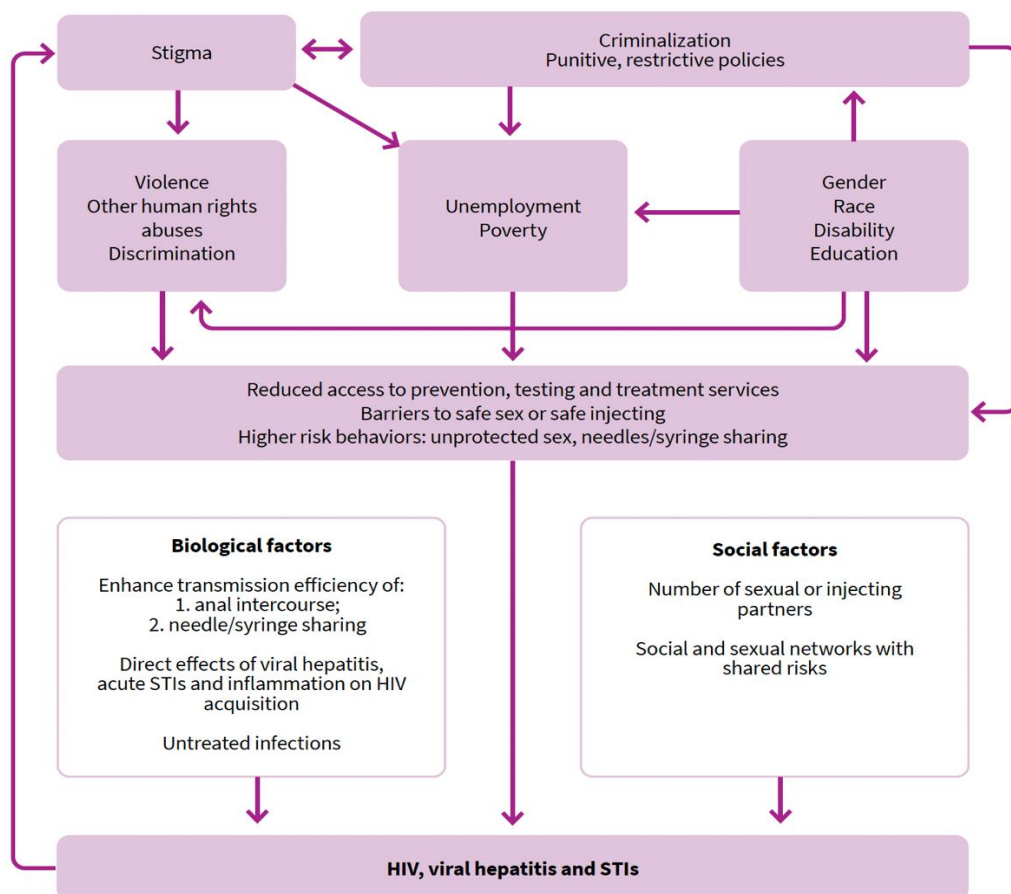 Stigma
Criminalization
Punitive, restrictive policies
Violence
Other human rights
abuses
Discrimination
Unemployment
Poverty
Gender
Race
Disability
Education
Reduced access to prevention, testing and treatment services
Barriers to safe sex or safe injecting
Higher risk behaviors: unprotected sex, needles/syringe sharing
Biological factors
Enhance transmission efficiency of:
1. anal intercourse;
2. needle/syringe sharing
Direct effects of viral hepatitis,
acute STIs and inflammation on HIV
acquisition
Untreated infections
Social factors
Number of sexual or injecting
partners
Social and sexual networks with
shared risks
HIV, viral hepatitis and STIs